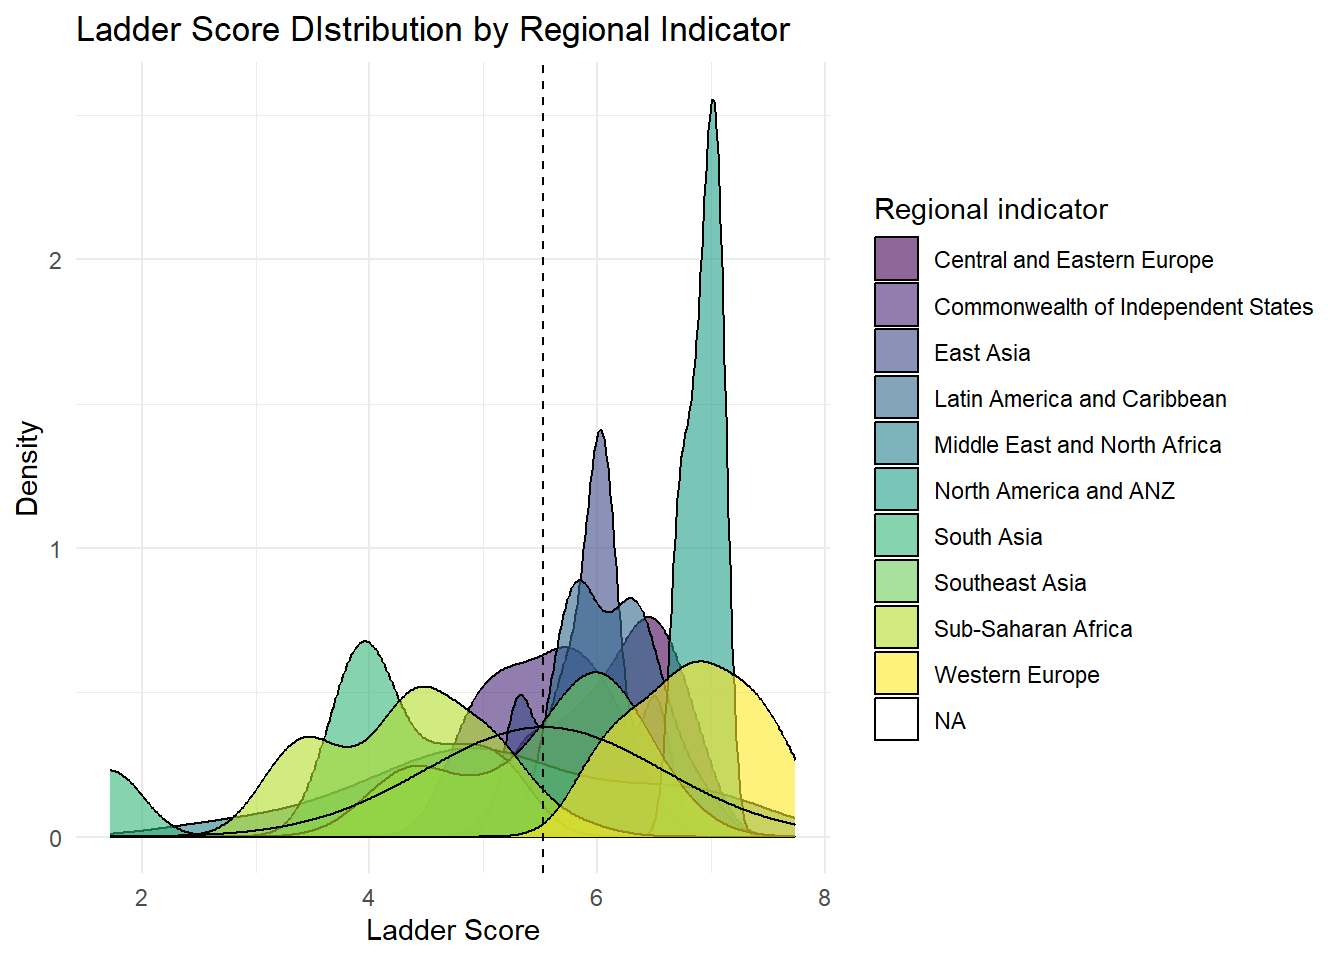 Ladder Score DIstribution by Regional Indicator
2
1
0
Density
2
4
6
8
Ladder Score
Regional indicator
Central and Eastern Europe
Commonwealth of Independent States
East Asia
Latin America and Caribbean
Middle East and North Africa
North America and ANZ
South Asia
Southeast Asia
Sub-Saharan Africa
Western Europe
NA